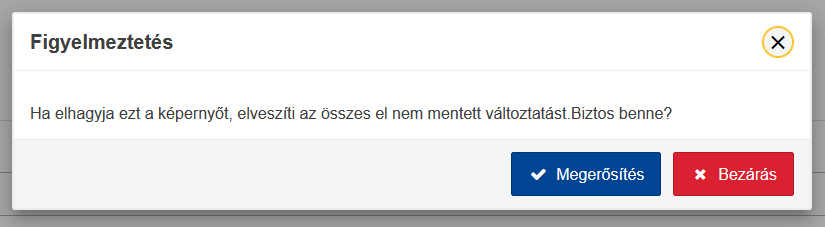 Figyelmeztetés
Ha elhagyja ezt a képernyőt, elveszíti az összes el nem mentett változtatást.Biztos benne?
Megerősítés
Bezárás